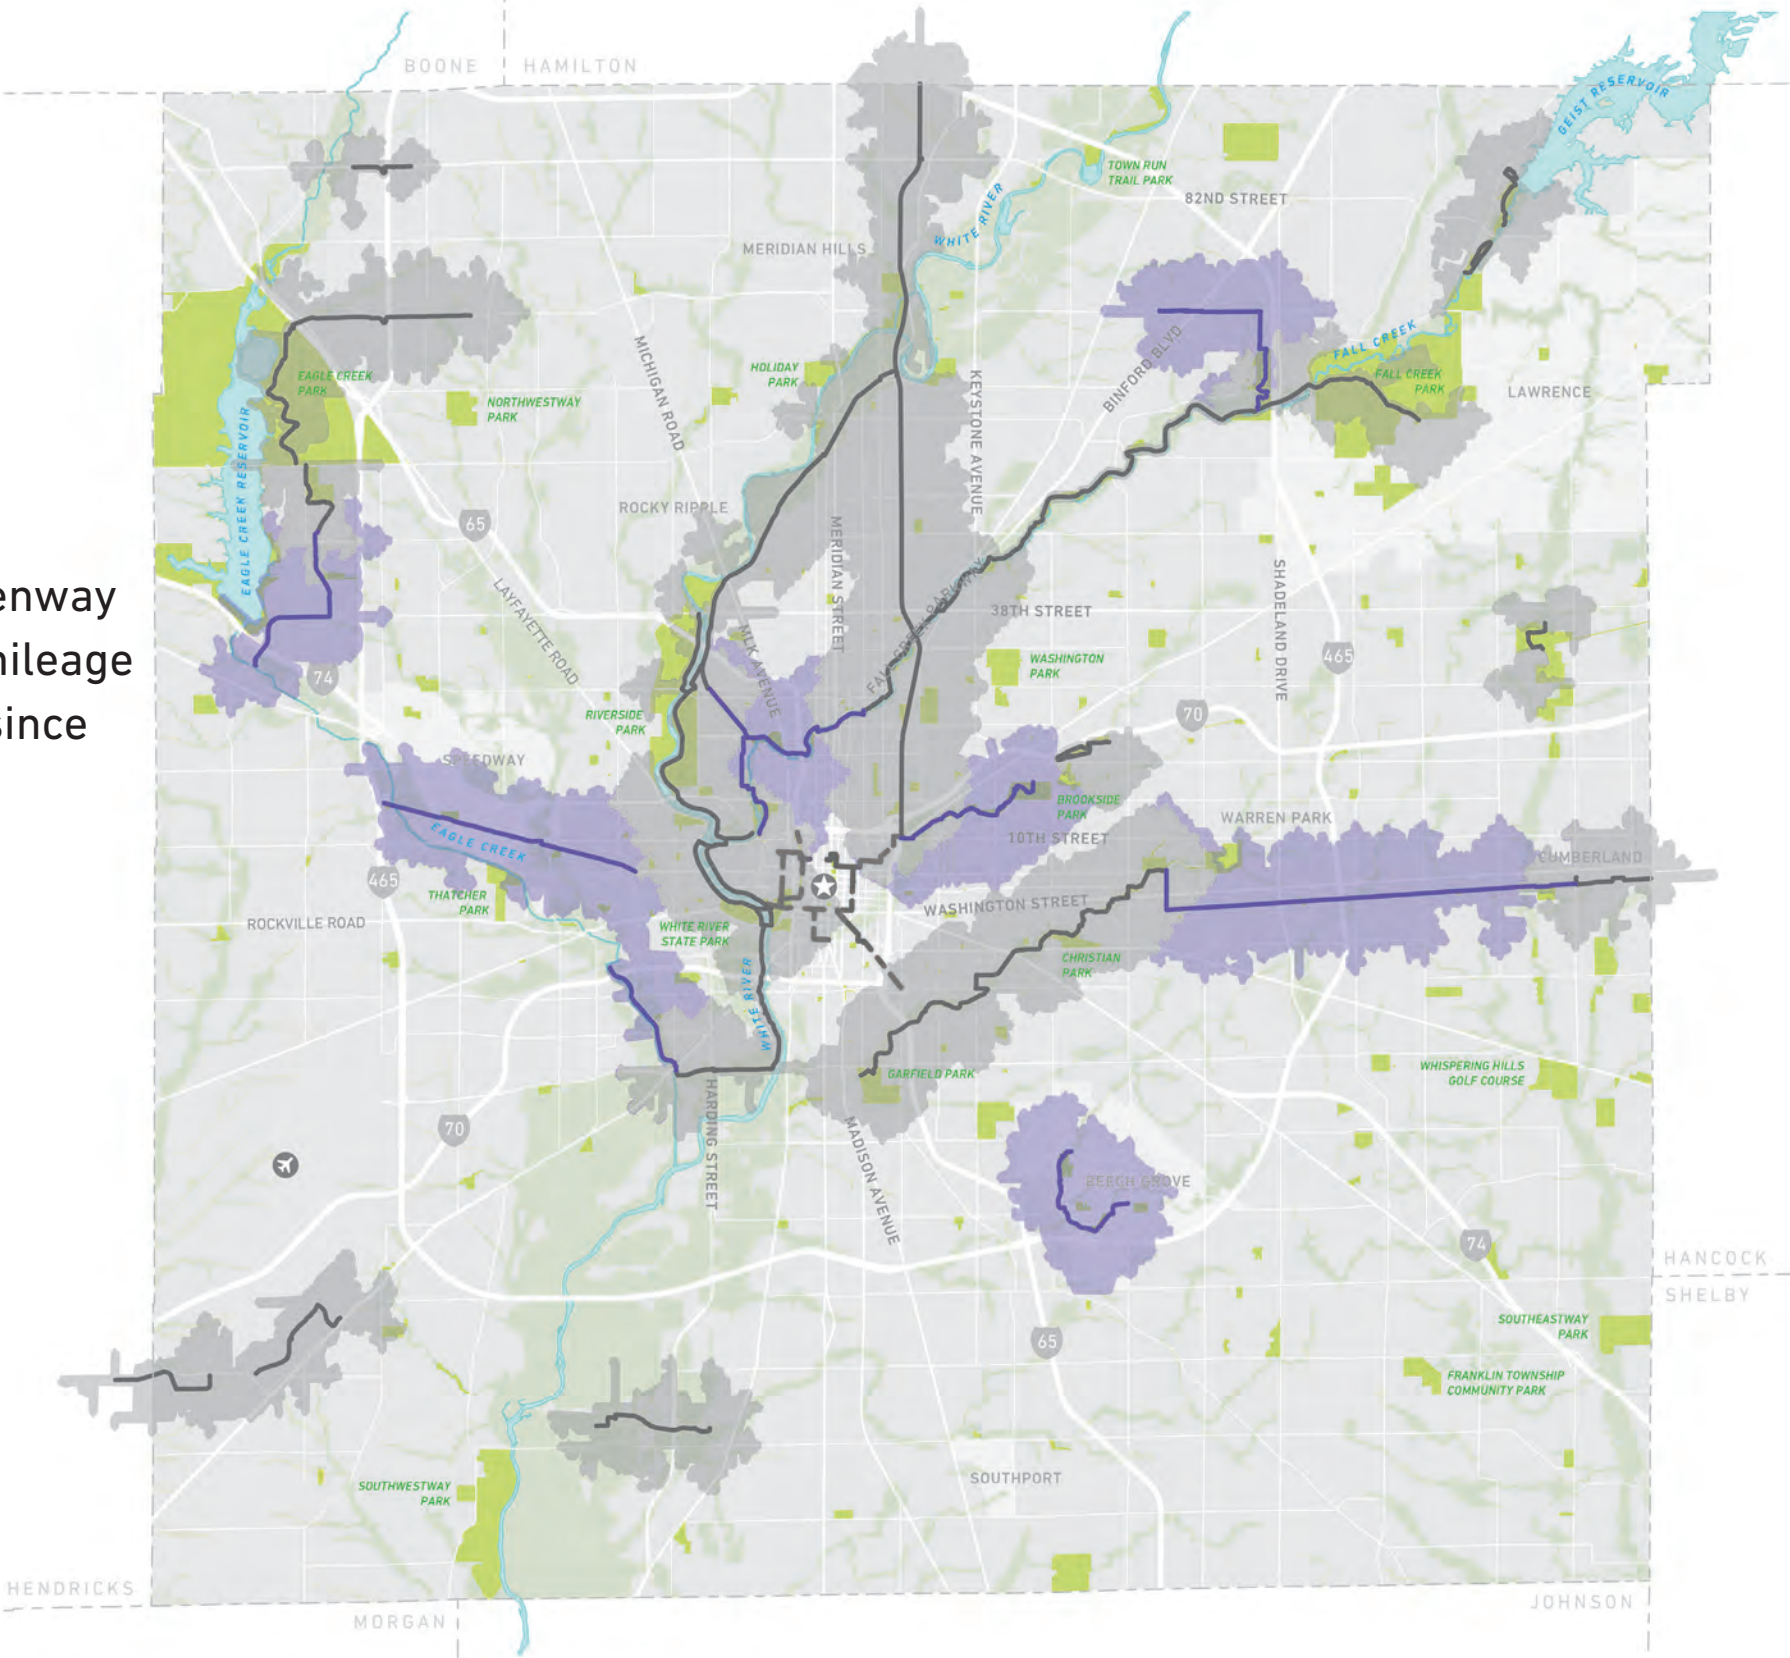 BOONE
HAMILTON
GEIST RESERVOIR
TOWN RUN
TRAIL PARK
82ND STREET
WHITE RIVER
MERIDIAN HILLS
MICHIGAN ROAD
HOLIDAY
PARK
KEYSTONE AVENUE
BINFORD BLVD
FALL CREEK
FALL CREEK
PARK
LAWRENCE
EAGLE CREEK
PARK
NORTHWESTWAY
PARK
EAGLE CREEK RESERVOIR
65
ROCKY RIPPLE
MERIDIAN STREET
LAYFAYETTE ROAD
enway
mileage
since
MLK AVENUE
FALL CREEK PARKWAY
38TH STREET
SHADELAND DRIVE
465
WASHINGTON
PARK
74
RIVERSIDE
PARK
70
SPEEDWAY
BROOKSIDE
PARK
10TH STREET
WARREN PARK
EAGLE CREEK
CUMBERLAND
465
THATCHER
PARK
WASHINGTON STREET
ROCKVILLE ROAD
WHITE RIVER
STATE PARK
CHRISTIAN
PARK
WHITE RIVER
GARFIELD PARK
WHISPERING HILLS
GOLF COURSE
70
HARDING STREET
MADISON AVENUE
BEECH GROVE
74
HANCOCK
SHELBY
SOUTHEASTWAY
PARK
65
FRANKLIN TOWNSHIP
COMMUNITY PARK
SOUTHWESTWAY
PARK
SOUTHPORT
HENDRICKS
MORGAN
JOHNSON